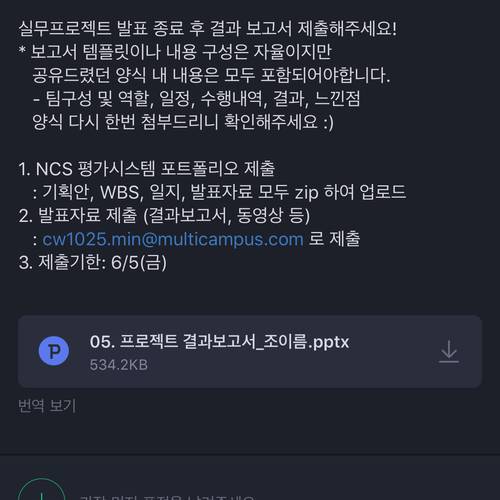 실무프로젝트 발표 종료 후 결과 보고서 제출해주세요!
* 보고서 템플릿이나 내용 구성은 자율이지만
공유드렸던 양식 내 내용은 모두 포함되어야합니다.
- 팀구성 및 역할, 일정, 수행내역, 결과, 느낀점
양식 다시 한번 첨부드리니 확인해주세요 :)
1. NCS 평가시스템 포트폴리오 제출
: 기획안, WBS, 일지, 발표자료 모두 zip 하여 업로드
2. 발표자료 제출 (결과보고서, 동영상 등)
: cw1025.min@multicampus.com 로 제출
3. 제출기한: 6/5(금)
P 05. 프로젝트 결과보고서_조이름.pptx
534.2KB
번역 보기